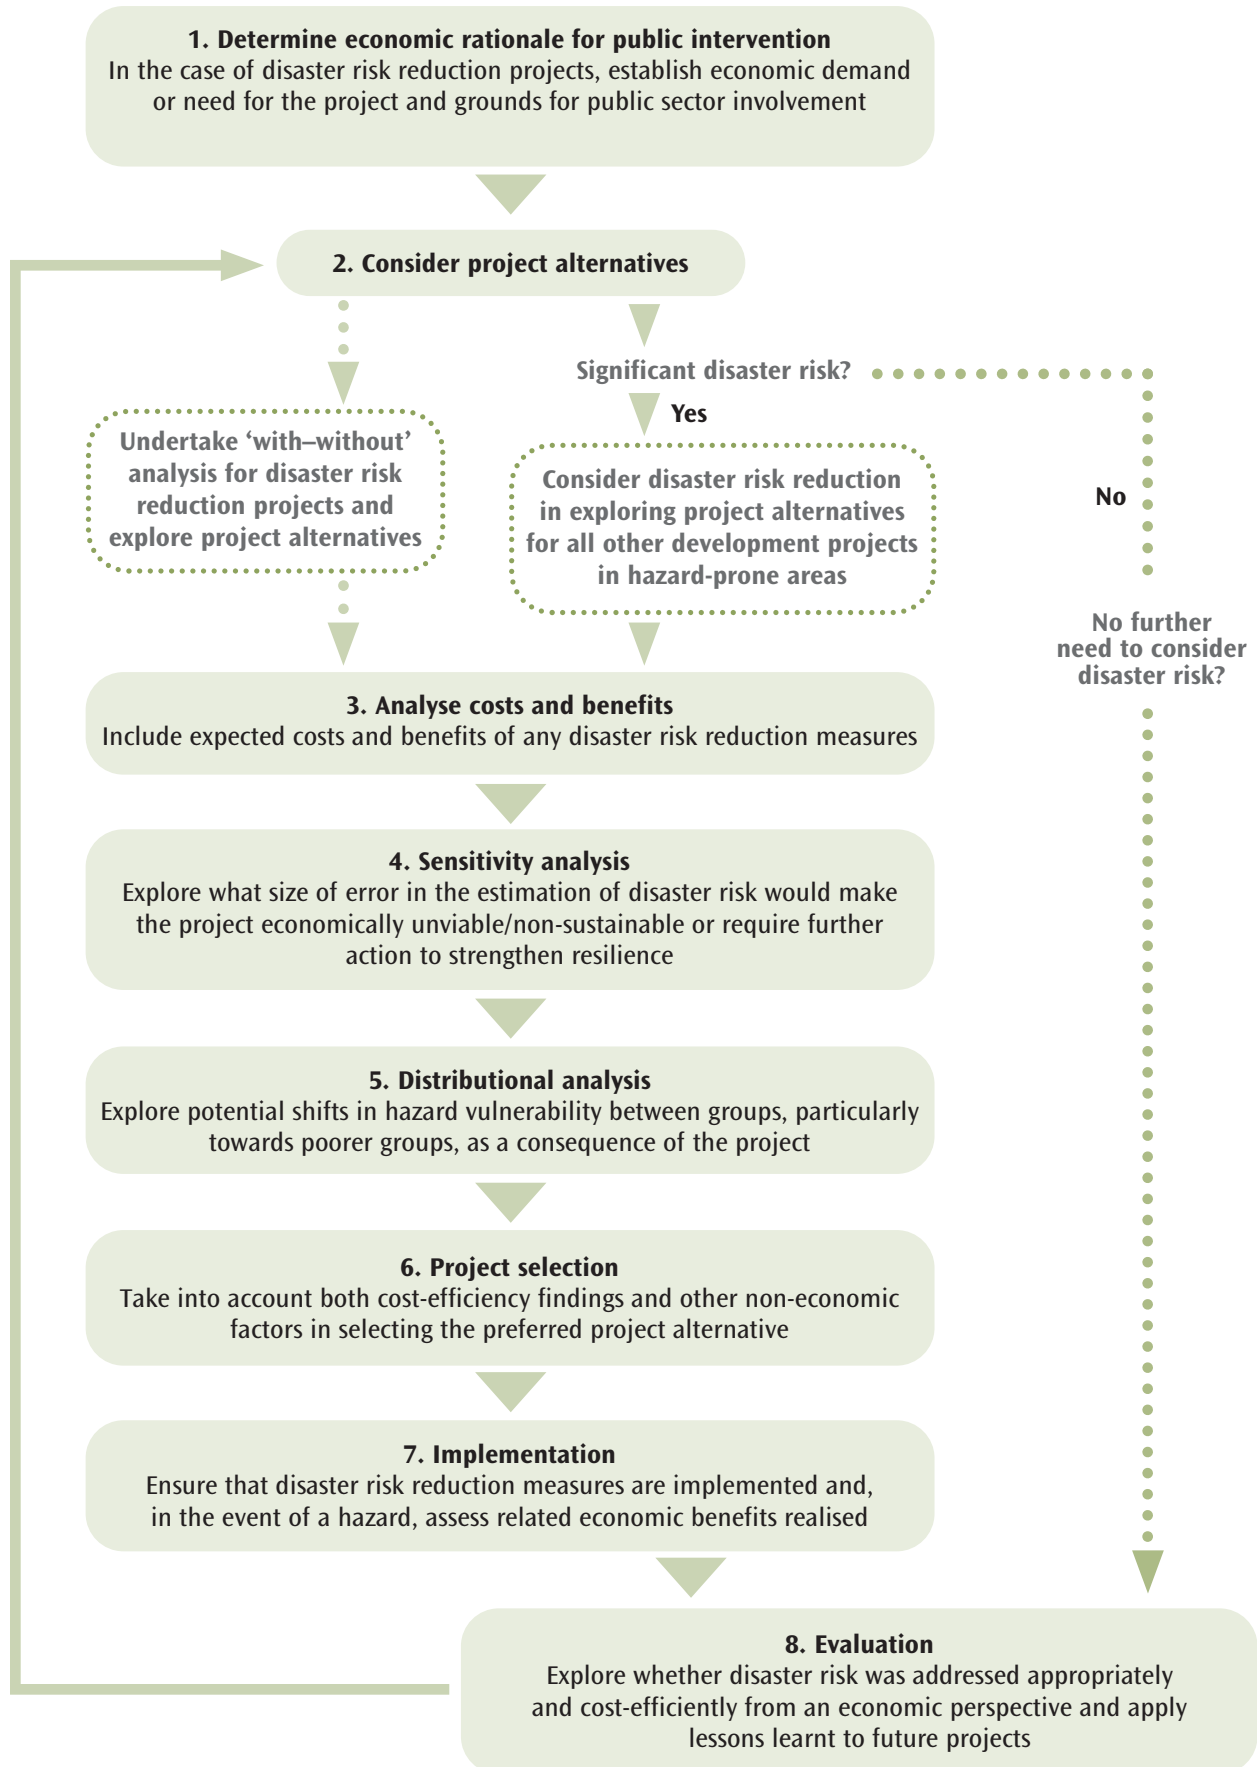 1. Determine economic rationale for public intervention
In the case of disaster risk reduction projects, establish economic demand
or need for the project and grounds for public sector involvement
2. Consider project alternatives
Significant disaster risk?
Yes
Undertake ‘with–without’
analysis for disaster risk
reduction projects and
explore project alternatives
Consider disaster risk reduction
in exploring project alternatives
for all other development projects
in hazard-prone areas
No
No further
need to consider
disaster risk?
3. Analyse costs and benefits
Include expected costs and benefits of any disaster risk reduction measures
4. Sensitivity analysis
Explore what size of error in the estimation of disaster risk would make
the project economically unviable/non-sustainable or require further
action to strengthen resilience
5. Distributional analysis
Explore potential shifts in hazard vulnerability between groups, particularly
towards poorer groups, as a consequence of the project
6. Project selection
Take into account both cost-efficiency findings and other non-economic
factors in selecting the preferred project alternative
7. Implementation
Ensure that disaster risk reduction measures are implemented and,
in the event of a hazard, assess related economic benefits realised
8. Evaluation
Explore whether disaster risk was addressed appropriately
and cost-efficiently from an economic perspective and apply
lessons learnt to future projects